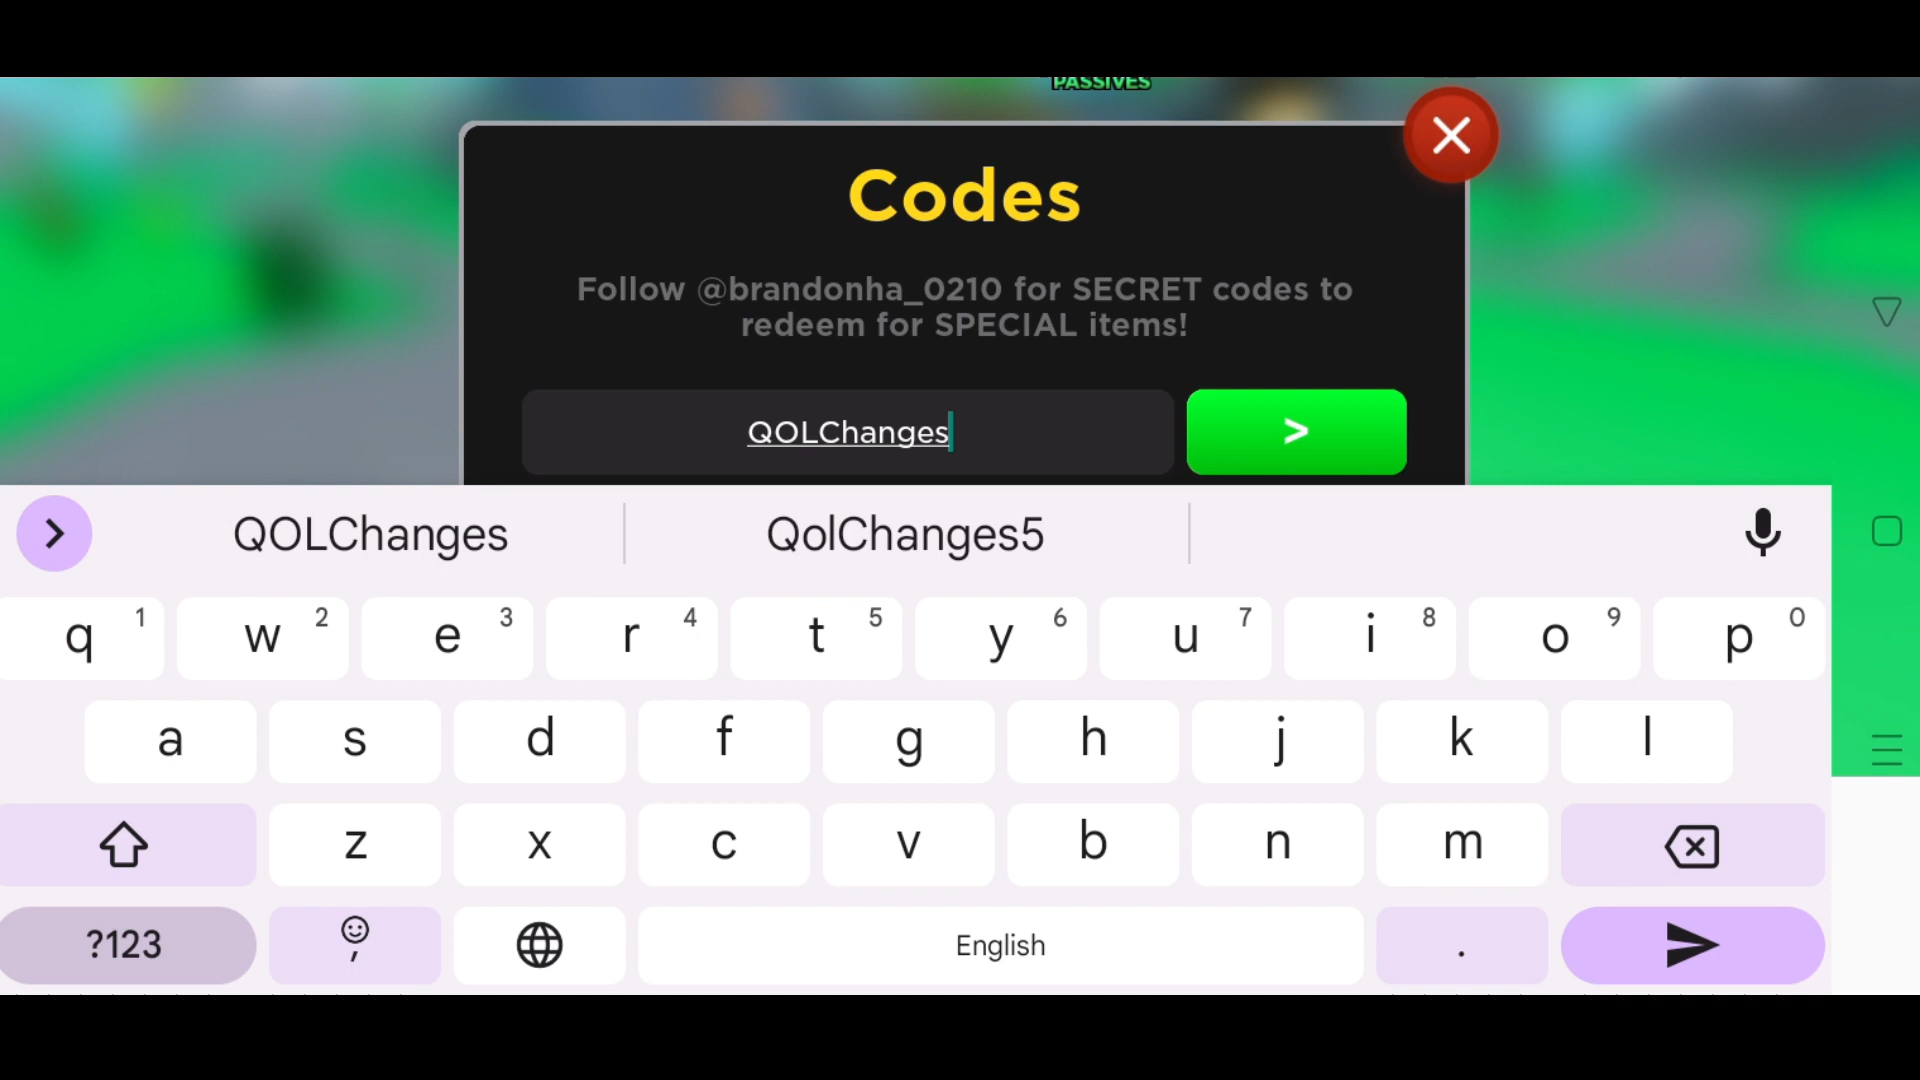 PASSIVES
Codes
Follow @brandonha_0210 for SECRET codes to
redeem for SPECIAL items!
QOLChanges
>
QOLChanges QolChanges5
q 1 w 2 e 3 r 4 t 5 y 6 u 7 i 8 o 9 p 0
a s d f g h j k l
z x c v b n m
?123 , English .